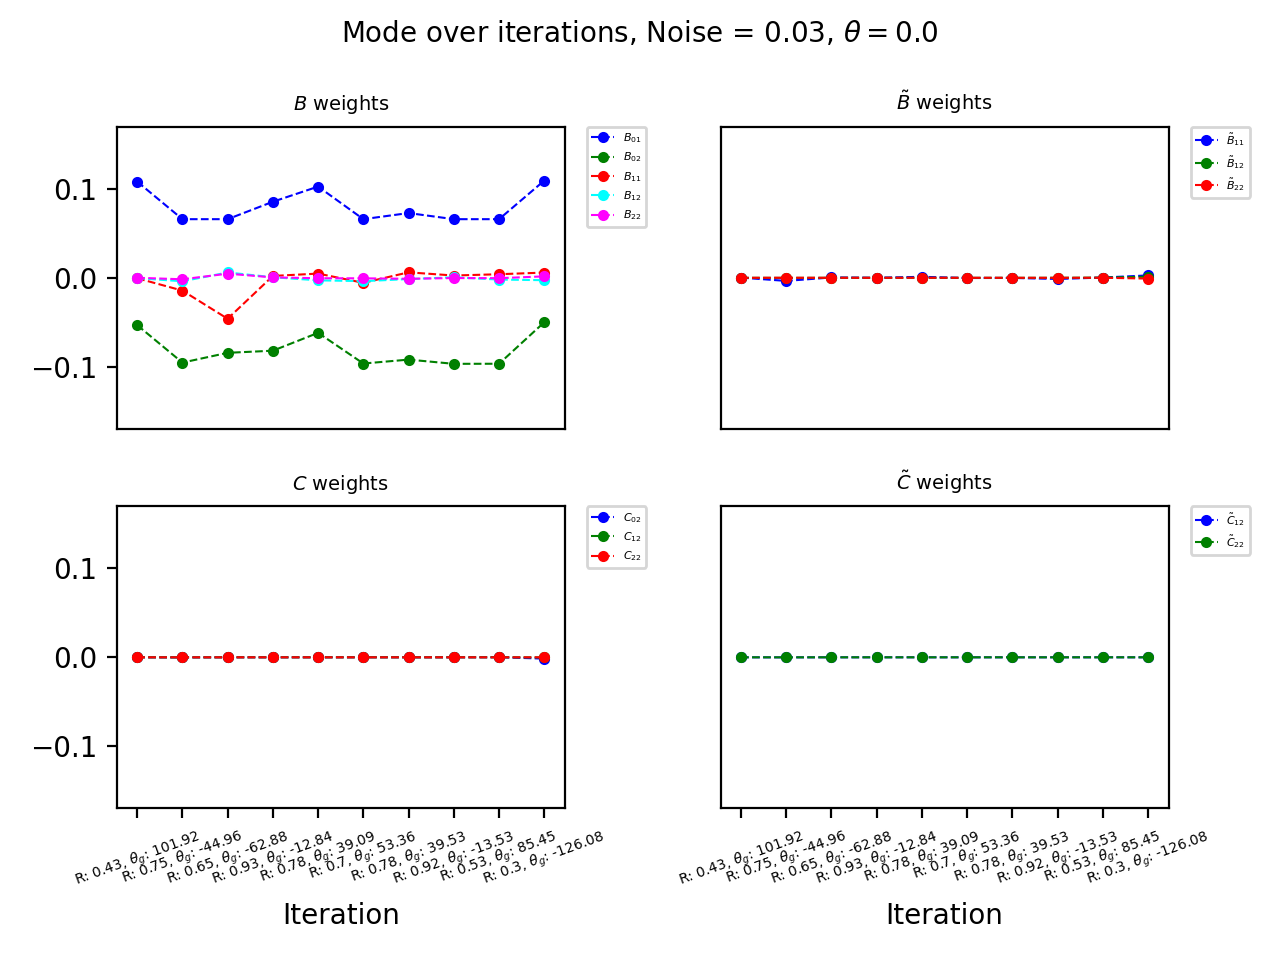 Mode over iterations, Noise = 0.03, θ = 0.0
B weights
0.1
0.0
−0.1
B₀₁
B₀₂
B₁₁
B₁₂
B₂₂
B̃ weights
B̃₁₁
B̃₁₂
B̃₂₂
C weights
0.1
0.0
−0.1
C₀₂
C₁₂
C₂₂
R: 0.43, θg: 101.92
R: 0.75, θg: -44.96
R: 0.65, θg: -62.88
R: 0.93, θg: -12.84
R: 0.78, θg: 39.09
R: 0.7, θg: 53.36
R: 0.78, θg: 39.53
R: 0.92, θg: -13.53
R: 0.53, θg: 85.45
R: 0.3, θg: -126.08
Iteration
C̃ weights
C̃₁₂
C̃₂₂
R: 0.43, θg: 101.92
R: 0.75, θg: -44.96
R: 0.65, θg: -62.88
R: 0.93, θg: -12.84
R: 0.78, θg: 39.09
R: 0.7, θg: 53.36
R: 0.78, θg: 39.53
R: 0.92, θg: -13.53
R: 0.53, θg: 85.45
R: 0.3, θg: -126.08
Iteration